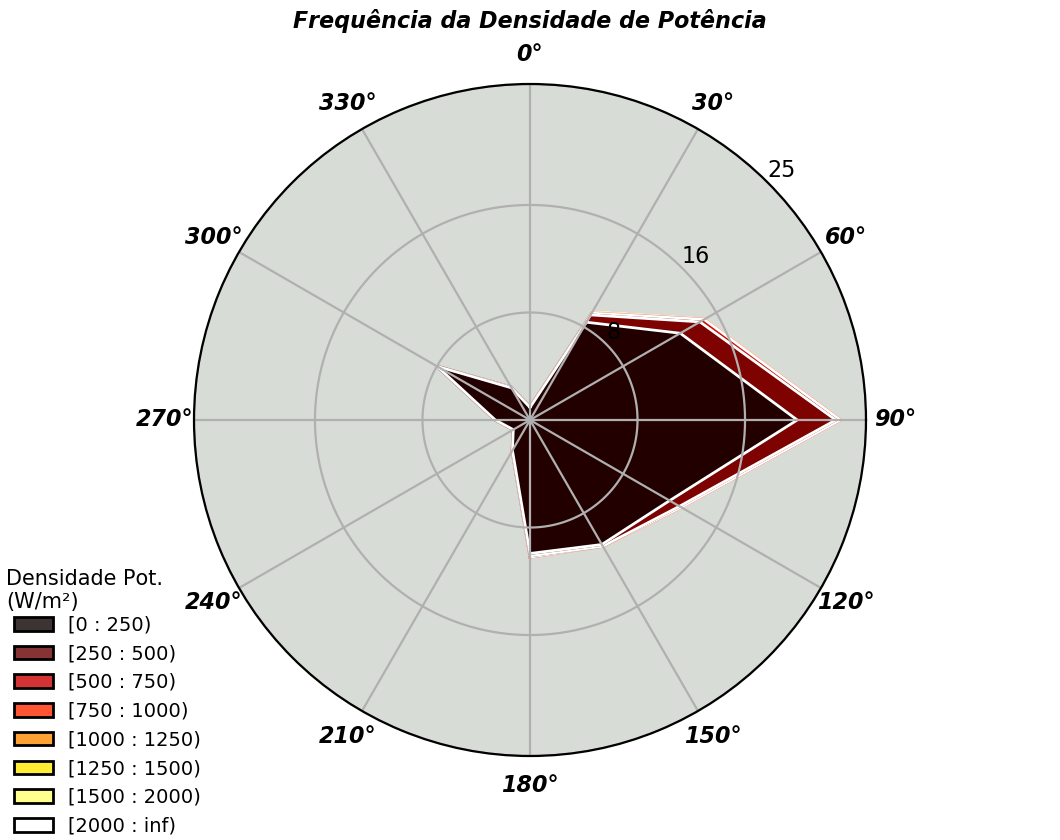 Frequência da Densidade de Potência
0°
330°
30°
25
300°
60°
16
8
270°
90°
240°
120°
210°
150°
180°
Densidade Pot.
(W/m²)
[0 : 250)
[250 : 500)
[500 : 750)
[750 : 1000)
[1000 : 1250)
[1250 : 1500)
[1500 : 2000)
[2000 : inf)